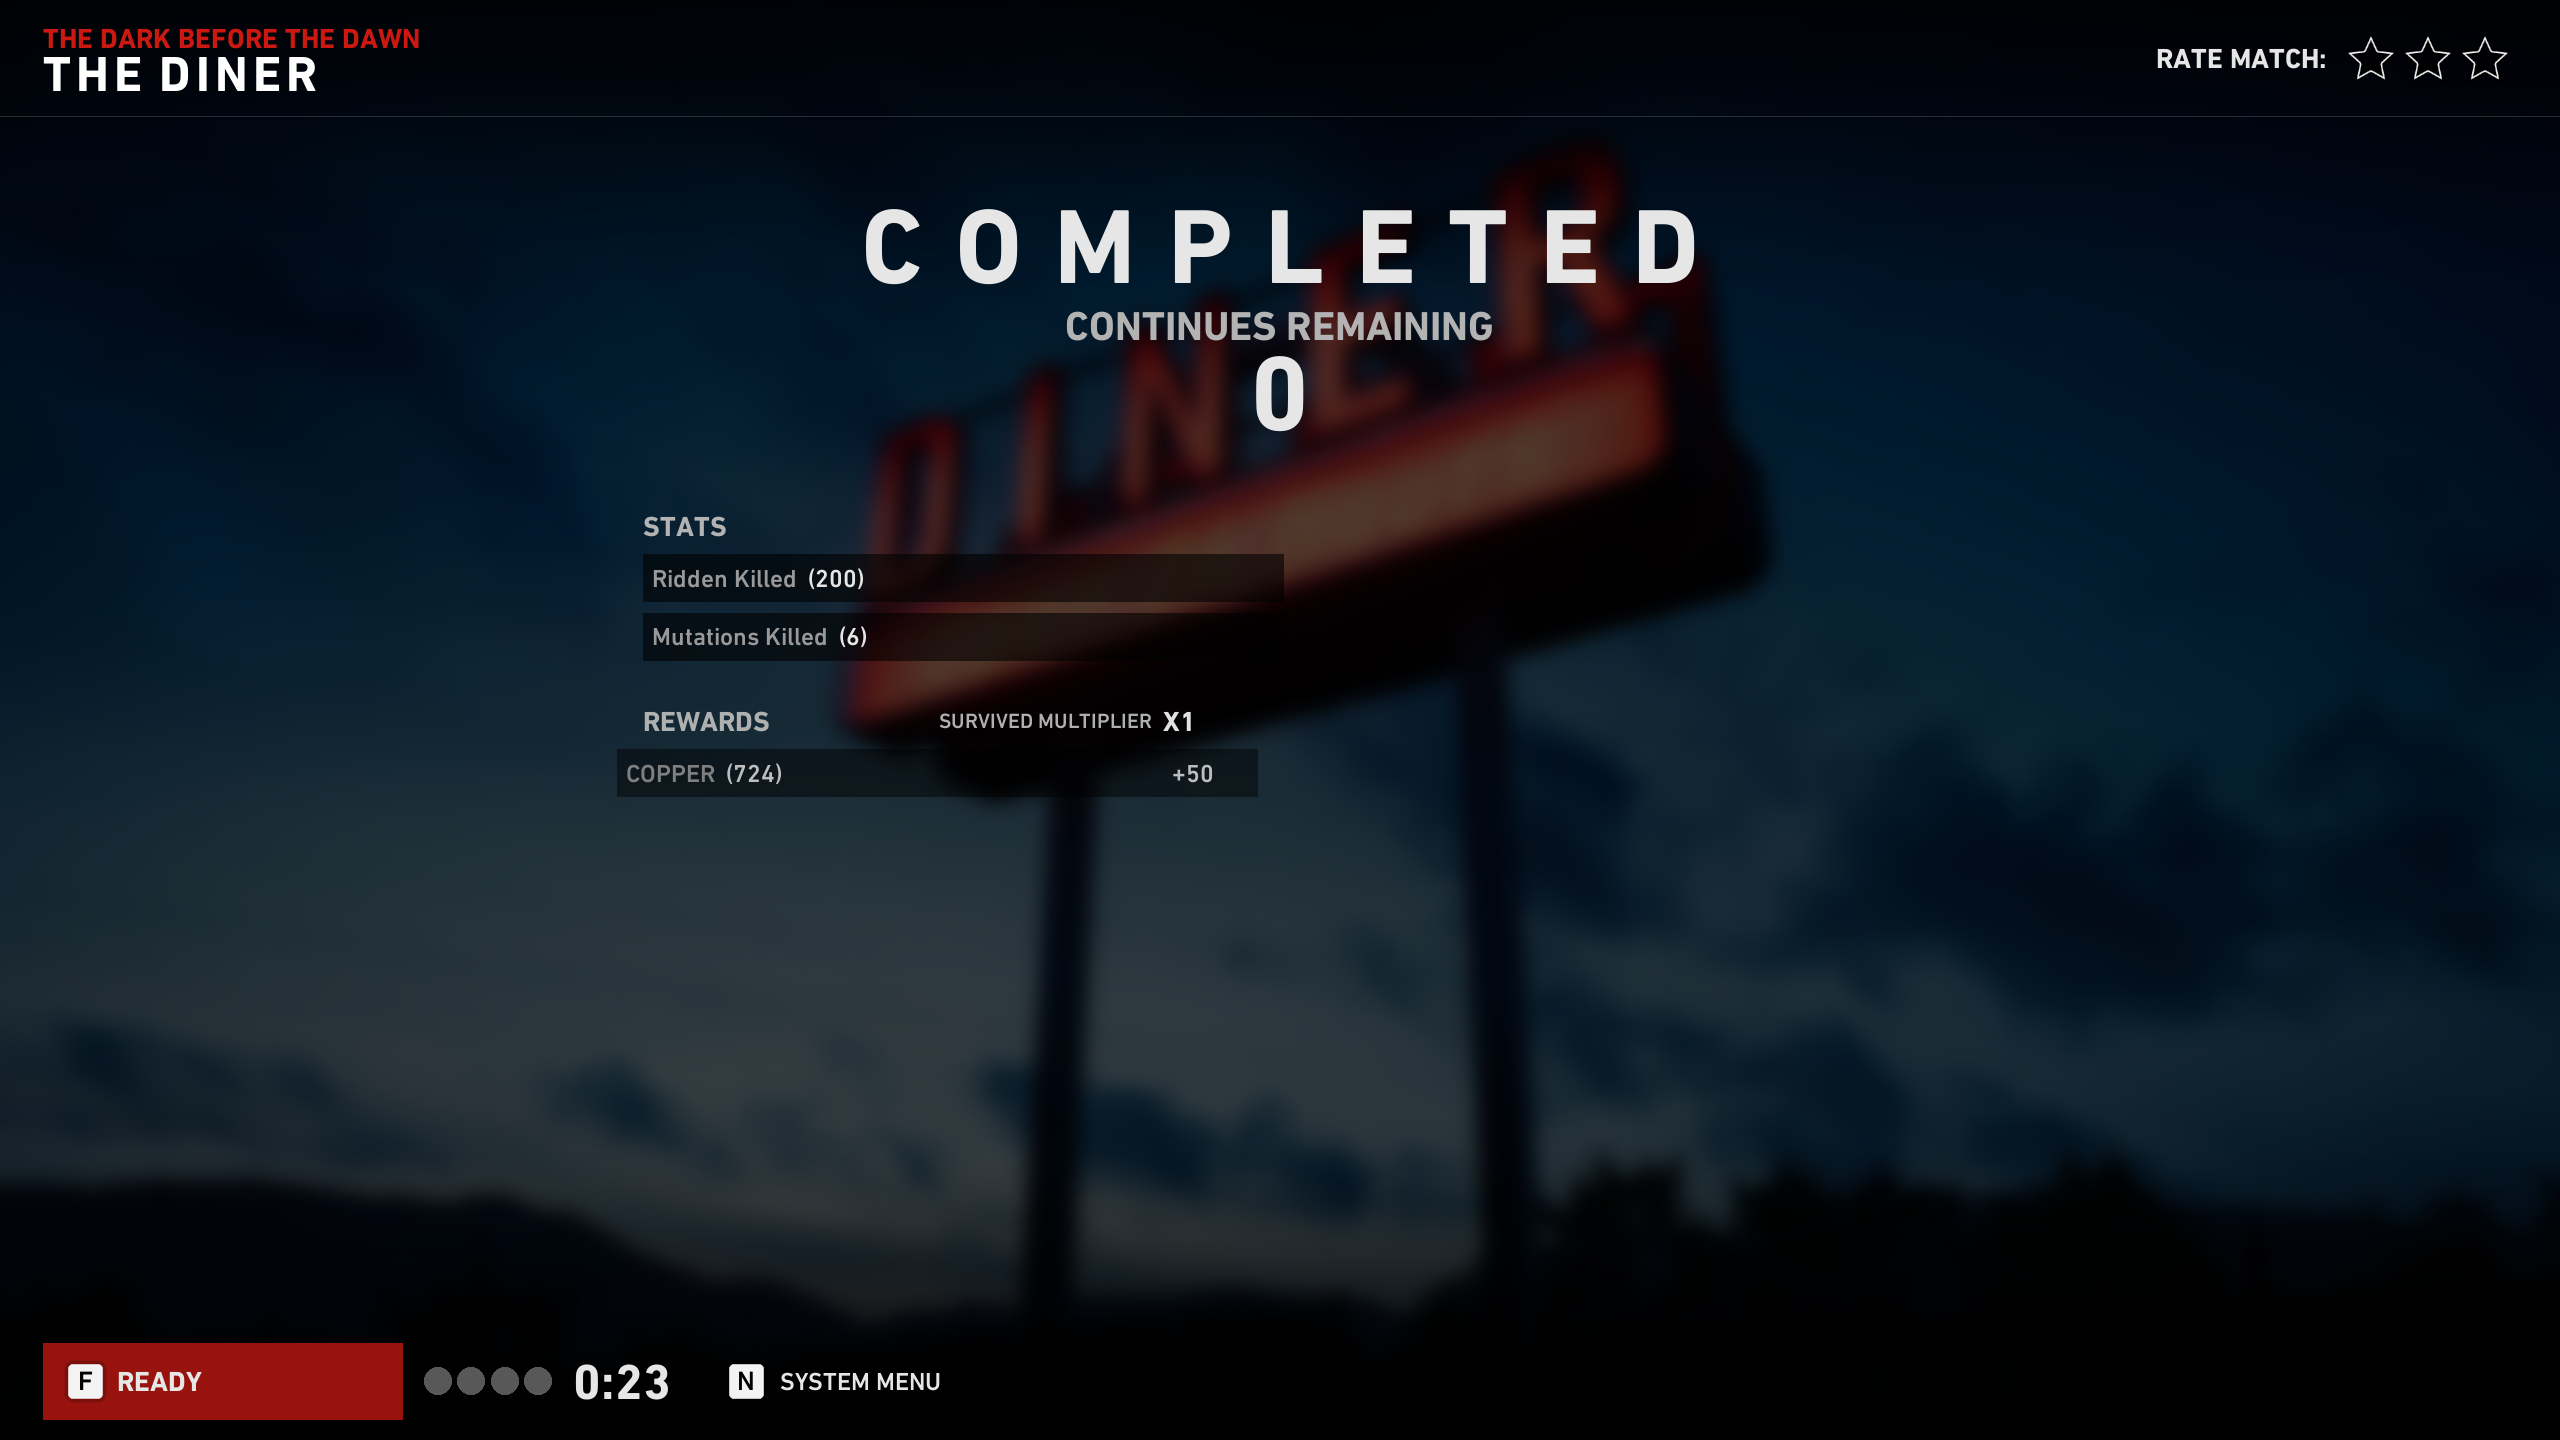 THE DARK BEFORE THE DAWN
THE DINER
RATE MATCH:
COMPLETED
CONTINUES REMAINING
0
DINER
STATS
Ridden Killed (200)
Mutations Killed (6)
REWARDS SURVIVED MULTIPLIER X1
COPPER (724) +50
F READY 0:23 N SYSTEM MENU